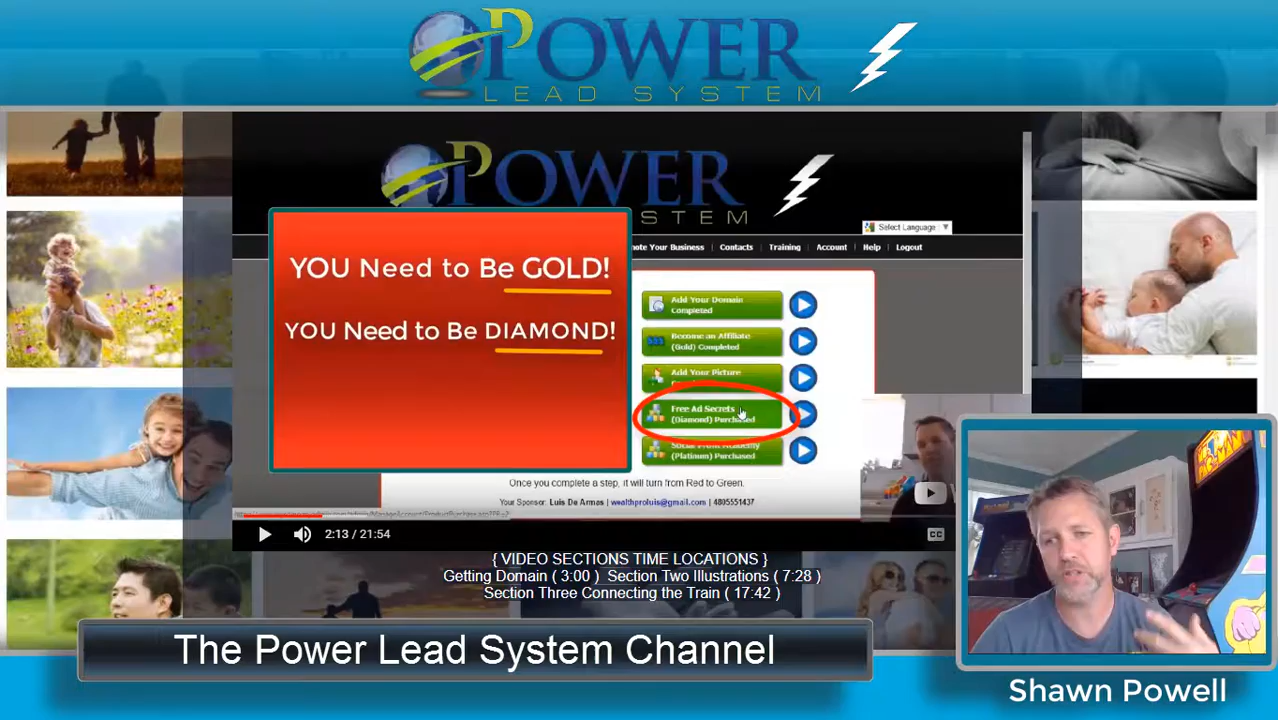 POWER
LEAD SYSTEM
POWER
STEM
Select Language
mote Your Business Contacts Training Account Help Logout
YOU Need to Be GOLD!
YOU Need to Be DIAMOND!
Add Your Domain
Completed
Become an Affiliate
(Gold) Completed
Add Your Picture
Free Ad Secrets
(Diamond) Purchased
(Platinum) Purchased
Once you complete a step, it will turn from Red to Green.
Your Sponsor: Luis De Armas | wealthproluis@gmail.com | 4805551437
2:13 / 21:54
CC
{ VIDEO SECTIONS TIME LOCATIONS }
Getting Domain ( 3:00 ) Section Two Illustrations ( 7:28 )
Section Three Connecting the Train ( 17:42 )
The Power Lead System Channel
Shawn Powell